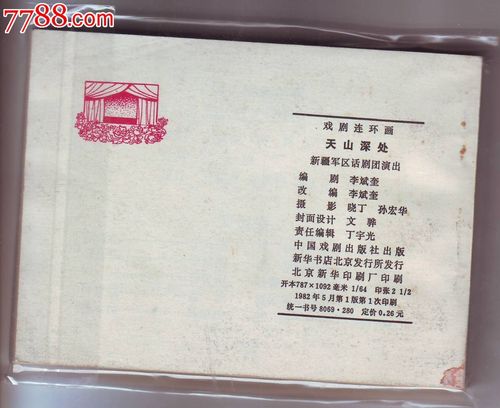 7788.com
戏剧连环画
天山深处
新疆军区话剧团演出
编 剧 李斌奎
改 编 李斌奎
摄 影 晓丁 孙宏华
封面设计 文骅
责任编辑 丁宇光
中国戏剧出版社出版
新华书店北京发行所发行
北京新华印刷厂印刷
开本787×1092毫米 1/64 印张2 1/2
1982年5月第1版第1次印刷
统一书号8069·280 定价0.26元